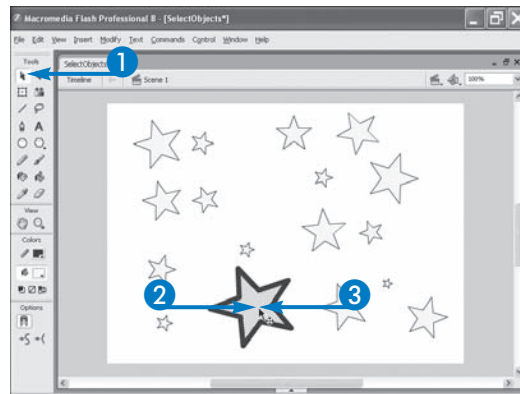 Macromedia Flash Professional 8 - [SelectObjects*]
File Edit View Insert Modify Text Commands Control Window Help
Tools
1
SelectObjects
Timeline
Scene 1
100%
A
View
Colors
2
3
Options